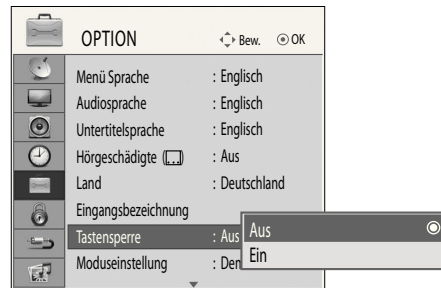 OPTION Bew. OK
Menü Sprache : Englisch
Audiosprache : Englisch
Untertitelsprache : Englisch
Hörgeschädigte ( ) : Aus
Land : Deutschland
Eingangsbezeichnung
Tastensperre : Aus
Moduseinstellung : Dem
Aus
Ein